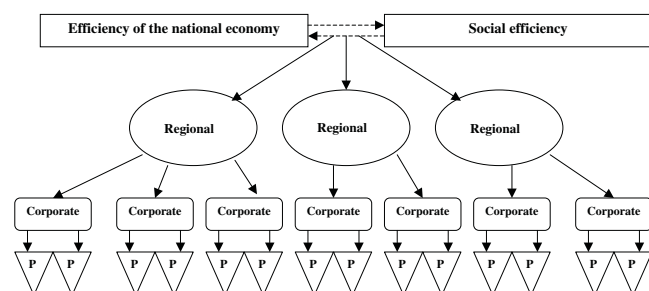 Efficiency of the national economy
Social efficiency
Regional
Regional
Regional
Corporate
Corporate
Corporate
Corporate
Corporate
Corporate
Corporate
P P P P P P P P P P P P P P